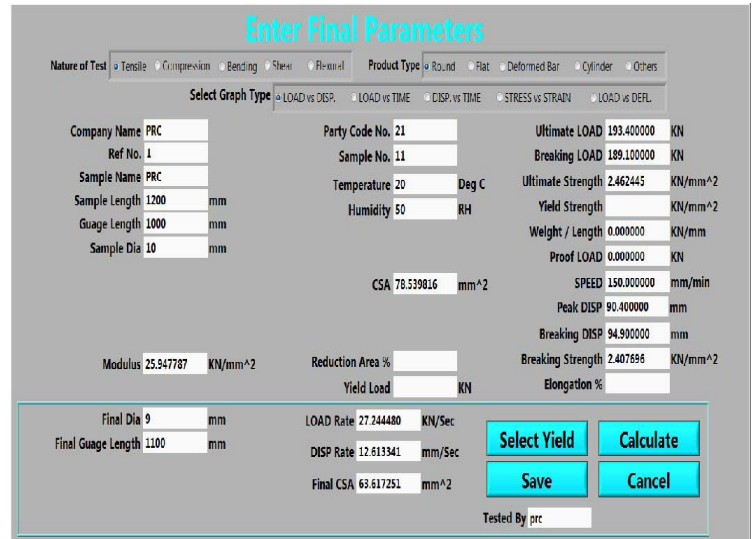 Enter Final Parameters
Nature of Test Tensile Compression Bending Shear Flexural Product Type Round Flat Deformed Bar Cylinder Others
Select Graph Type LOAD vs DISP. LOAD vs TIME DISP. vs TIME STRESS vs STRAIN LOAD vs DEFL.
Company Name PRC Party Code No. 21 Ultimate LOAD 193.400000 KN
Ref No. 1 Sample No. 11 Breaking LOAD 189.100000 KN
Sample Name PRC Temperature 20 Deg C Ultimate Strength 2.462445 KN/mm^2
Sample Length 1200 mm Humidity 50 RH Yield Strength KN/mm^2
Guage Length 1000 mm Weight / Length 0.000000 KN/mm
Sample Dia 10 mm Proof LOAD 0.000000 KN
CSA 78.539816 mm^2 SPEED 150.000000 mm/min
Peak DISP 90.400000 mm
Breaking DISP 94.900000 mm
Modulus 25.947787 KN/mm^2 Reduction Area % Breaking Strength 2.407696 KN/mm^2
Yield Load KN Elongation %
Final Dia 9 mm LOAD Rate 27.244480 KN/Sec
Final Guage Length 1100 mm DISP Rate 12.613341 mm/Sec Select Yield Calculate
Final CSA 63.617251 mm^2 Save Cancel
Tested By prc